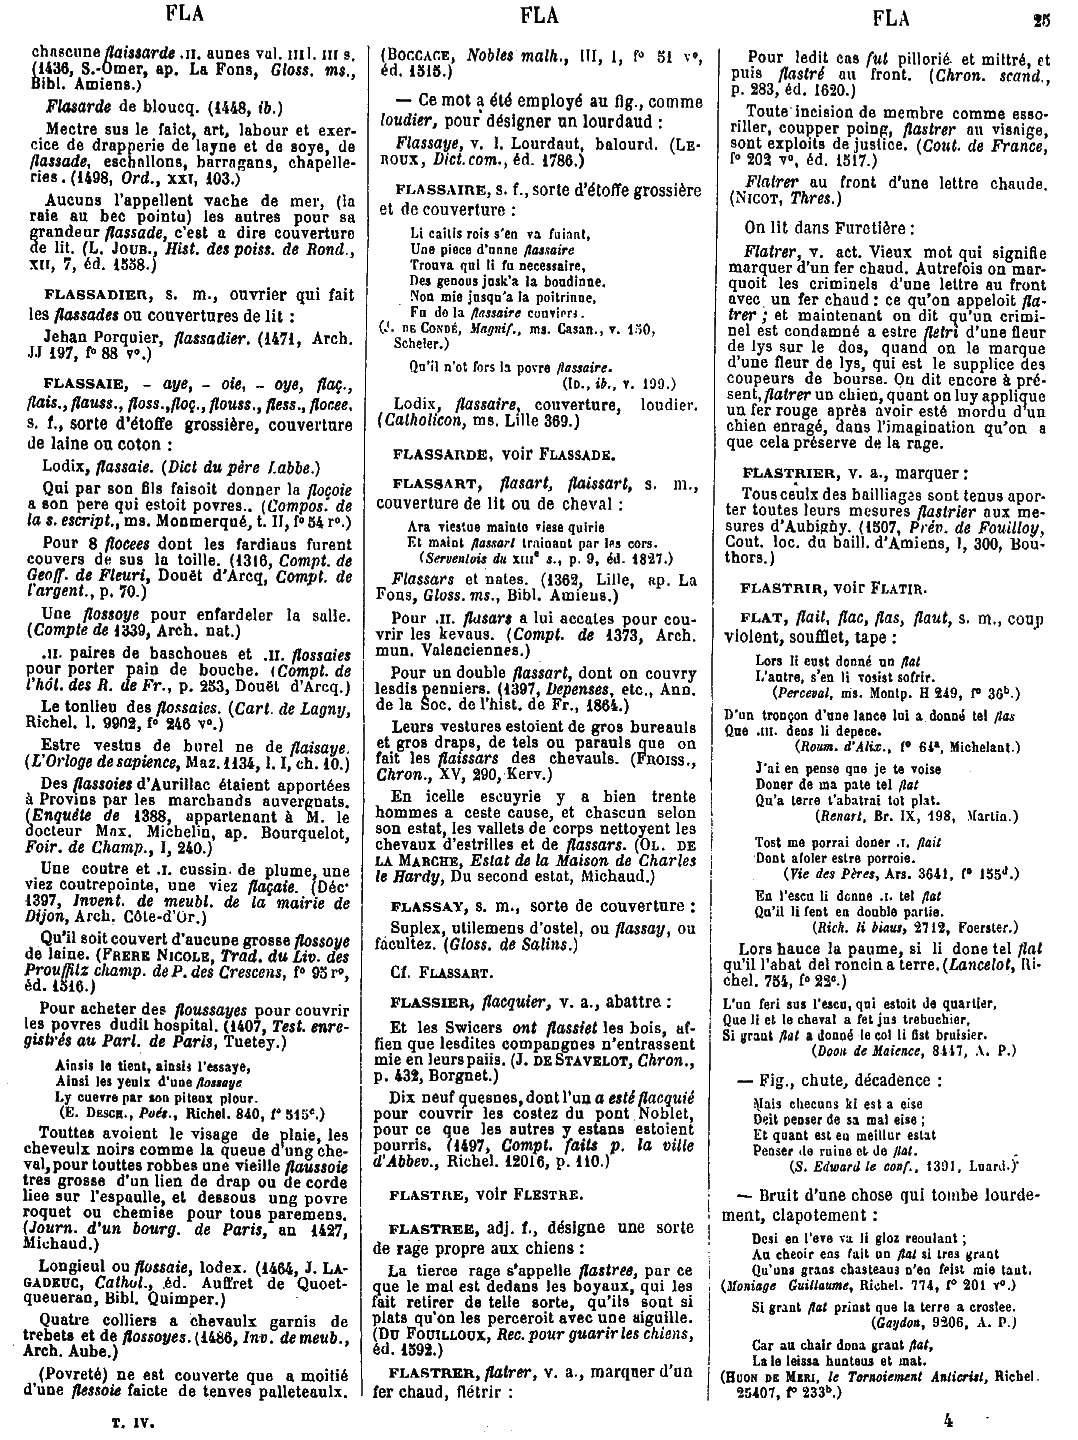 FLA
FLA
FLA
25
chascune flaissarde .II. aunes val. IIIl. III s.
(1436, S.-Omer, ap. La Fons, Gloss. ms.,
Bibl. Amiens.)
Flasarde de bloucq. (1448, ib.)
Mectre sus le faict, art, labour et exer-
cice de drapperie de layne et de soye, de
flassade, eschallons, barragans, chapelle-
ries. (1498, Ord., XXI, 103.)
Aucuns l'appellent vache de mer, (la
raie au bec pointu) les autres pour sa
grandeur flassade, c'est a dire couverture
de lit. (L. JOUB., Hist. des poiss. de Rond.,
XII, 7, éd. 1558.)
FLASSADIER, s. m., ouvrier qui fait
les flassades ou couvertures de lit :
Jehan Porquier, flassadier. (1471, Arch.
JJ 197, f° 88 v°.)
FLASSAIE, - aye, - oie, - oye, flaç.,
flais., flauss., floss., floç., flouss., fless., flocee.
s. f., sorte d'étoffe grossière, couverture
de laine ou coton :
Lodix, flassaie. (Dict du père Labbe.)
Qui par son fils faisoit donner la floçoie
a son pere qui estoit povres.. (Compos. de
la s. escript., ms. Monmerqué, t. II, f° 54 r°.)
Pour 8 flocees dont les fardiaus furent
couvers de sus la toille. (1316, Compt. de
Geoff. de Fleuri, Douët d'Arcq, Compt. de
l'argent., p. 70.)
Une flossoye pour enfardeler la salle.
(Compte de 1339, Arch. nat.)
.II. paires de baschoues et .II. flossaies
pour porter pain de bouche. (Compt. de
l'hôt. des R. de Fr., p. 253, Douët d'Arcq.)
Le tonlieu des flossaies. (Cart. de Lagny,
Richel. l. 9902, f° 246 v°.)
Estre vestus de burel ne de flaisaye.
(L'Orloge de sapience, Maz. 1134, l. I, ch. 10.)
Des flassoies d'Aurillac étaient apportées
à Provins par les marchands auvergnats.
(Enquête de 1388, appartenant à M. le
docteur Max. Michelin, ap. Bourquelot,
Foir. de Champ., I, 240.)
Une coutre et .I. cussin de plume, une
viez coutrepointe, une viez flaçaie. (Déc·
1397, Invent. de meubl. de la mairie de
Dijon, Arch. Côte-d'Or.)
Qu'il soit couvert d'aucune grosse flossoye
de laine. (FRERE NICOLE, Trad. du Liv. des
Prouffilz champ. de P. des Crescens, f° 95 r°,
éd. 1516.)
Pour acheter des floussayes pour couvrir
les povres dudit hospital. (1407, Test. enre-
gistrés au Parl. de Paris, Tuetey.)
Ainsis le tient, ainsis l'essaye,
Ainsi les yeulx d'une flossaye
Ly cuevre par son piteux plour.
(E. DESCH., Poés., Richel. 840, f° 515ᶜ.)
Touttes avoient le visage de plaie, les
cheveulx noirs comme la queue d'ung che-
val, pour touttes robbes une vieille flaussoie
tres grosse d'un lien de drap ou de corde
liee sur l'espaulle, et dessous ung povre
roquet ou chemise pour tous paremens.
(Journ. d'un bourg. de Paris, an 1427,
Michaud.)
Longieul ou flossaie, lodex. (1464, J. LA-
GADEUC, Cathol., éd. Auffret de Quoet-
queueran, Bibl. Quimper.)
Quatre colliers a chevaulx garnis de
trebets et de flossoyes. (1486, Inv. de meub.,
Arch. Aube.)
(Povreté) ne est couverte que a moitié
d'une flessoie faicte de tenves palleteaulx.
(BOCCACE, Nobles malh., III, 1, f° 51 v°,
éd. 1515.)
— Ce mot a été employé au fig., comme
loudier, pour désigner un lourdaud :
Flassaye, v. l. Lourdaut, balourd. (LE-
ROUX, Dict. com., éd. 1786.)
FLASSAIRE, s. f., sorte d'étoffe grossière
et de couverture :
Li caitis rois s'en va fuiant,
Une piece d'unne flassaire
Trouva qui li fu necessaire,
Des genous jusk'a la boudinne.
Non mie jusqu'a la poitrinne,
Fu de la flassaire couviers.
(J. DE CONDÉ, Magnif., ms. Casan., v. 150,
Scheler.)
Qu'il n'ot fors la povre flassaire.
(ID., ib., v. 199.)
Lodix, flassaire, couverture, loudier.
(Catholicon, ms. Lille 369.)
FLASSARDE, voir FLASSADE.
FLASSART, flasart, flaissart, s. m.,
couverture de lit ou de cheval :
Ara viestue mainte viese quirie
Et maint flassart trainant par les cors.
(Serventois du XIIIᵉ s., p. 9, éd. 1827.)
Flassars et nates. (1362, Lille, ap. La
Fons, Gloss. ms., Bibl. Amiens.)
Pour .II. flasars a lui accates pour cou-
vrir les kevaus. (Compt. de 1373, Arch.
mun. Valenciennes.)
Pour un double flassart, dont on couvry
lesdis penniers. (1397, Depenses, etc., Ann.
de la Soc. de l'hist. de Fr., 1864.)
Leurs vestures estoient de gros bureauls
et gros draps, de tels ou parauls que on
fait les flaissars des chevauls. (FROISS.,
Chron., XV, 290, Kerv.)
En icelle escuyrie y a bien trente
hommes a ceste cause, et chascun selon
son estat, les vallets de corps nettoyent les
chevaux d'estrilles et de flassars. (OL. DE
LA MARCHE, Estat de la Maison de Charles
le Hardy, Du second estat, Michaud.)
FLASSAY, s. m., sorte de couverture :
Suplex, utilemens d'ostel, ou flassay, ou
facultez. (Gloss. de Salins.)
Cf. FLASSART.
FLASSIER, flacquier, v. a., abattre :
Et les Swicers ont flassiet les bois, af-
fien que lesdites compangnes n'entrassent
mie en leurs paiis. (J. DE STAVELOT, Chron.,
p. 432, Borgnet.)
Dix neuf quesnes, dont l'un a esté flacquié
pour couvrir les costez du pont Noblet,
pour ce que les autres y estans estoient
pourris. (1497, Compt. faits p. la ville
d'Abbev., Richel. 12016, p. 110.)
FLASTRE, voir FLESTRE.
FLASTREE, adj. f., désigne une sorte
de rage propre aux chiens :
La tierce rage s'appelle flastree, par ce
que le mal est dedans les boyaux, qui les
fait retirer de telle sorte, qu'ils sont si
plats qu'on les perceroit avec une aiguille.
(DU FOUILLOUX, Rec. pour guarir les chiens,
éd. 1592.)
FLASTRER, flatrer, v. a., marquer d'un
fer chaud, flétrir :
Pour ledit cas fut pillorié et mittré, et
puis flastré au front. (Chron. scand.,
p. 283, éd. 1620.)
Toute incision de membre comme esso-
riller, coupper poing, flastrer au visaige,
sont exploits de justice. (Cout. de France,
f° 202 v°, éd. 1517.)
Flatrer au front d'une lettre chaude.
(NICOT, Thres.)
On lit dans Furetière :
Flatrer, v. act. Vieux mot qui signifie
marquer d'un fer chaud. Autrefois on mar-
quoit les criminels d'une lettre au front
avec un fer chaud : ce qu'on appeloit fla-
trer ; et maintenant on dit qu'un crimi-
nel est condamné a estre fletri d'une fleur
de lys sur le dos, quand on le marque
d'une fleur de lys, qui est le supplice des
coupeurs de bourse. On dit encore à pré-
sent, flatrer un chien, quant on luy applique
un fer rouge après avoir esté mordu d'un
chien enragé, dans l'imagination qu'on a
que cela préserve de la rage.
FLASTRIER, v. a., marquer :
Tous ceulx des bailliages sont tenus apor-
ter toutes leurs mesures flastrier aux me-
sures d'Aubigny. (1507, Prév. de Fouilloy,
Cout. loc. du baill. d'Amiens, I, 300, Bou-
thors.)
FLASTRIR, voir FLATIR.
FLAT, flait, flac, flas, flaut, s. m., coup
violent, soufflet, tape :
Lors li eust donné un flat
L'autre, s'en li vosist sofrir.
(Perceval, ms. Montp. H 249, f° 36ᵇ.)
D'un tronçon d'une lance lui a donné tel flas
Que .III. dens li depece.
(Roum. d'Alix., f° 64ᵃ, Michelant.)
J'ai en pense que je te voise
Doner de ma pate tel flat
Qu'a terre t'abatrai tot plat.
(Renart, Br. IX, 198, Martin.)
Tost me porrai doner .I. flait
Dont afoler estre porroie.
(Vie des Pères, Ars. 3641, f° 155ᵈ.)
En l'escu li donne .I. tel flat
Qu'il li fent en double partie.
(Rich. li biaus, 2712, Foerster.)
Lors hauce la paume, si li done tel flat
qu'il l'abat del roncin a terre. (Lancelot, Ri-
chel. 754, f° 22ᵉ.)
L'un feri sus l'escu, qui estoit de quartier,
Que li et le cheval a fet jus trebuchier,
Si grant flat a donné le col li fist bruisier.
(Doon de Maience, 8447, A. P.)
— Fig., chute, décadence :
Mais checuns ki est a eise
Deit penser de sa mal eise ;
Et quant est en meillur estat
Penser de ruine et de flat.
(S. Edward le conf., 1391, Luard.)
— Bruit d'une chose qui tombe lourde-
ment, clapotement :
Desi en l'eve va li gloz reoulant ;
Au cheoir ens fait un flat si tres grant
Qu'uns grans chasteaus n'en feist mie tant.
(Moniage Guillaume, Richel. 774, f° 201 v°.)
Si grant flat prinst que la terre a croslee.
(Gaydon, 9206, A. P.)
Car au chair dona grant flat,
La le leissa hunteus et mat.
(HUON DE MERI, le Tornoiement Anticrist, Richel.
25407, f° 233ᵇ.)
T. IV.
4